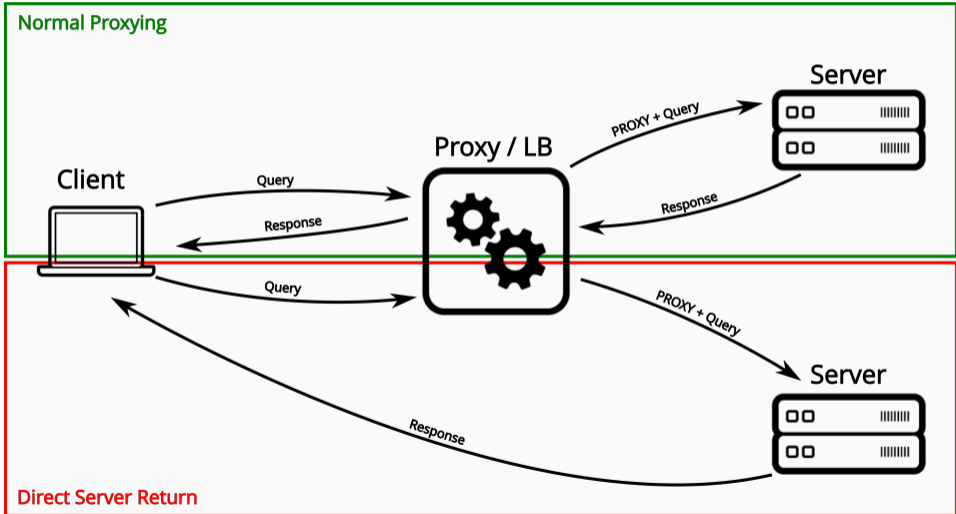 Normal Proxying
Server
PROXY + Query
Proxy / LB
Client
Query
Response
Response
Query
PROXY + Query
Server
Response
Direct Server Return